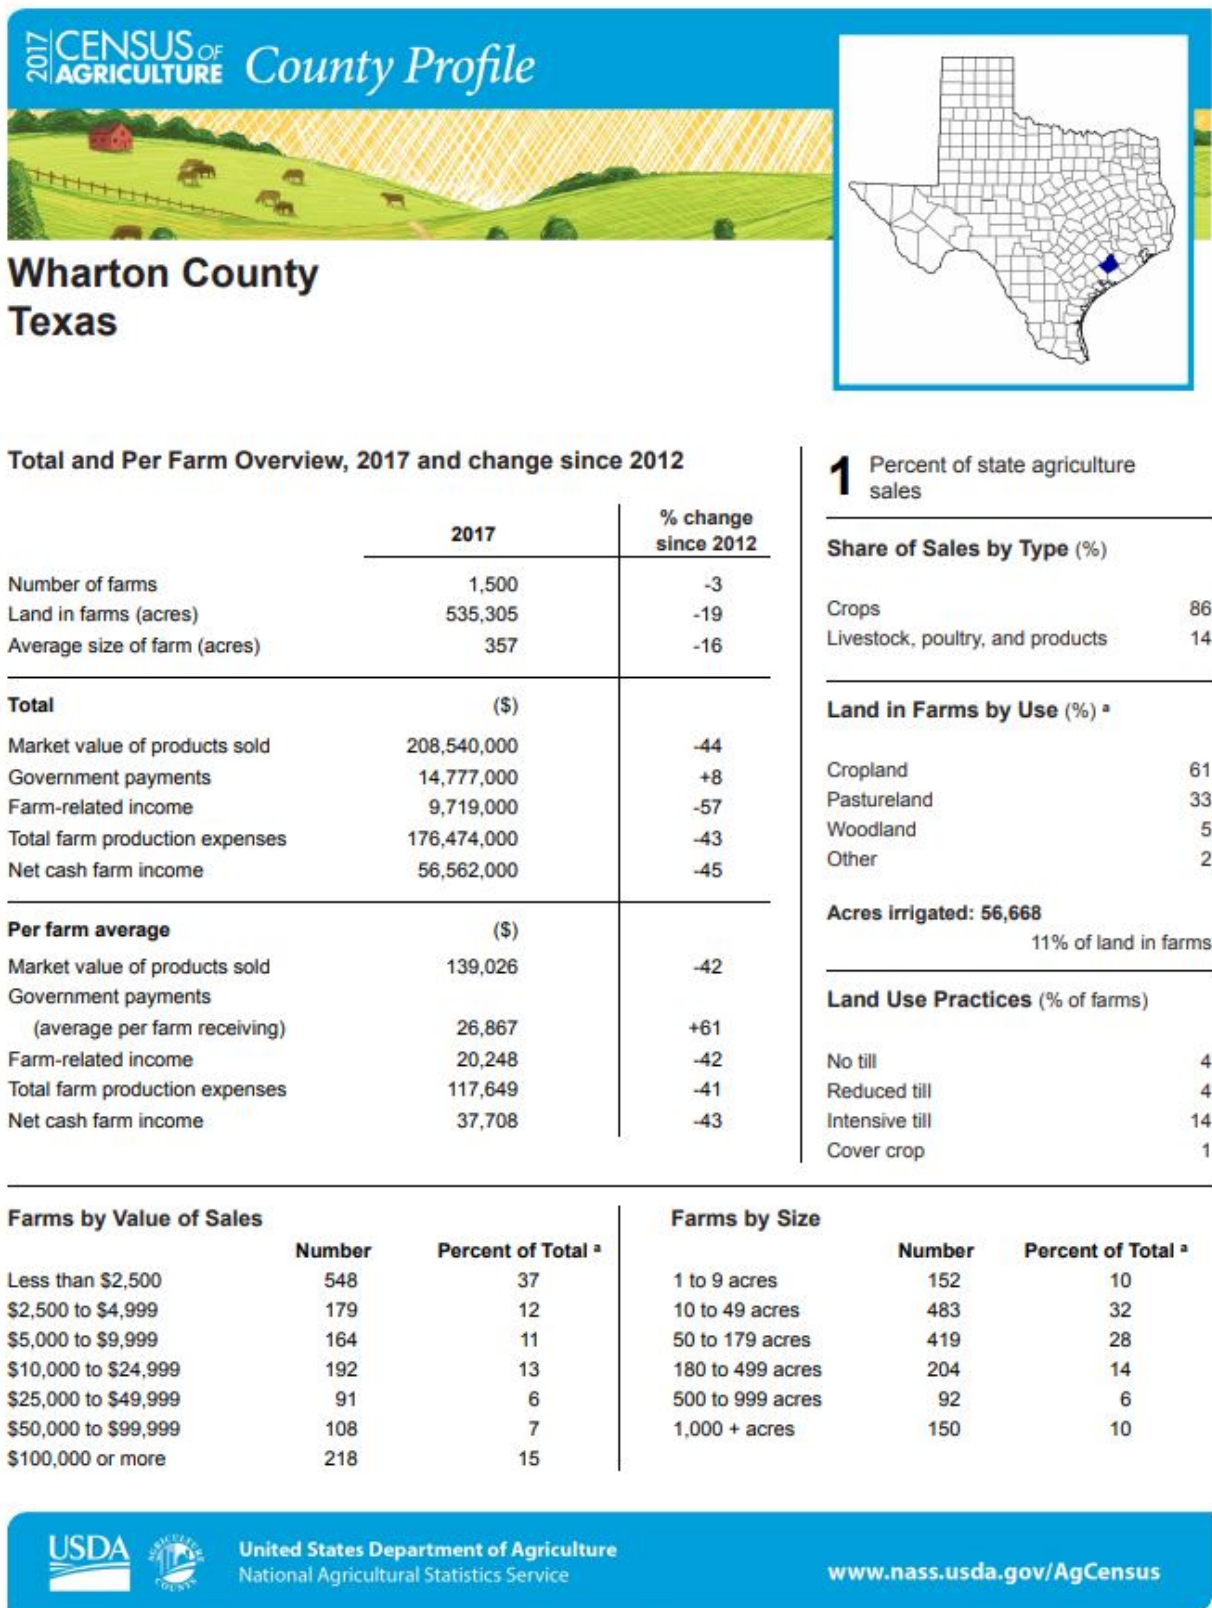 2017 CENSUS OF AGRICULTURE County Profile
Wharton County
Texas
Total and Per Farm Overview, 2017 and change since 2012
2017 % change since 2012
Number of farms 1,500 -3
Land in farms (acres) 535,305 -19
Average size of farm (acres) 357 -16
Total ($)
Market value of products sold 208,540,000 -44
Government payments 14,777,000 +8
Farm-related income 9,719,000 -57
Total farm production expenses 176,474,000 -43
Net cash farm income 56,562,000 -45
Per farm average ($)
Market value of products sold 139,026 -42
Government payments
(average per farm receiving) 26,867 +61
Farm-related income 20,248 -42
Total farm production expenses 117,649 -41
Net cash farm income 37,708 -43
1 Percent of state agriculture
sales
Share of Sales by Type (%)
Crops 86
Livestock, poultry, and products 14
Land in Farms by Use (%) a
Cropland 61
Pastureland 33
Woodland 5
Other 2
Acres irrigated: 56,668
11% of land in farms
Land Use Practices (% of farms)
No till 4
Reduced till 4
Intensive till 14
Cover crop 1
Farms by Value of Sales
Number Percent of Total a
Less than $2,500 548 37
$2,500 to $4,999 179 12
$5,000 to $9,999 164 11
$10,000 to $24,999 192 13
$25,000 to $49,999 91 6
$50,000 to $99,999 108 7
$100,000 or more 218 15
Farms by Size
Number Percent of Total a
1 to 9 acres 152 10
10 to 49 acres 483 32
50 to 179 acres 419 28
180 to 499 acres 204 14
500 to 999 acres 92 6
1,000 + acres 150 10
USDA
AGRICULTURE COUNTS
United States Department of Agriculture
National Agricultural Statistics Service
www.nass.usda.gov/AgCensus